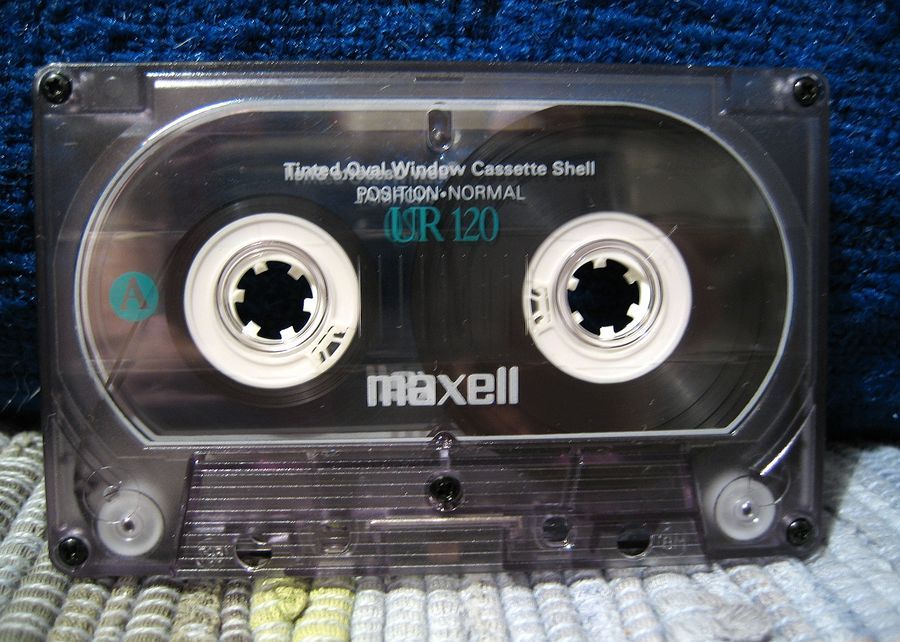 Tinted Oval Window Cassette Shell
POSITION•NORMAL
UR 120
A
maxell